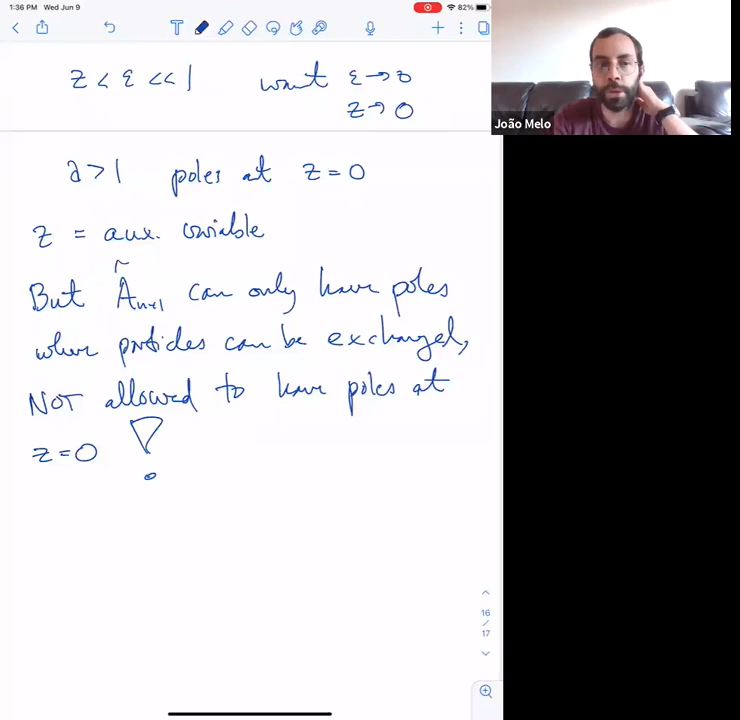 1:36 PM Wed Jun 9
82%
z < ε << 1 want ε → 0
z → 0
João Melo
a > 1 poles at z = 0
z = aux. variable
But Ãn+1 can only have poles
where particles can be exchanged,
NOT allowed to have poles at
z = 0 !
16
/
17